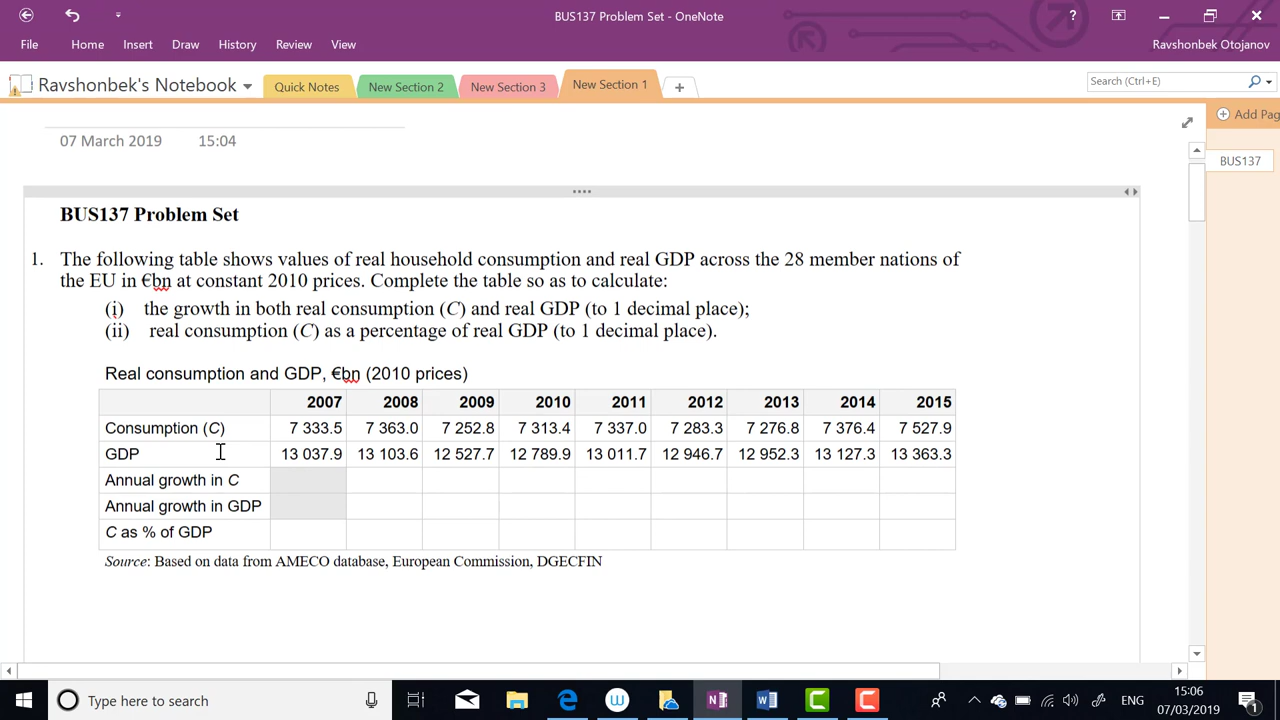 BUS137 Problem Set - OneNote
?
File Home Insert Draw History Review View
Ravshonbek Otojanov
Ravshonbek's Notebook Quick Notes New Section 2 New Section 3 New Section 1 +
Search (Ctrl+E)
Add Pag
BUS137
07 March 2019 15:04
BUS137 Problem Set
1. The following table shows values of real household consumption and real GDP across the 28 member nations of
the EU in €bn at constant 2010 prices. Complete the table so as to calculate:
(i) the growth in both real consumption (C) and real GDP (to 1 decimal place);
(ii) real consumption (C) as a percentage of real GDP (to 1 decimal place).
Real consumption and GDP, €bn (2010 prices)
2007 2008 2009 2010 2011 2012 2013 2014 2015
Consumption (C) 7 333.5 7 363.0 7 252.8 7 313.4 7 337.0 7 283.3 7 276.8 7 376.4 7 527.9
GDP 13 037.9 13 103.6 12 527.7 12 789.9 13 011.7 12 946.7 12 952.3 13 127.3 13 363.3
Annual growth in C
Annual growth in GDP
C as % of GDP
Source: Based on data from AMECO database, European Commission, DGECFIN
Type here to search
ENG
15:06
07/03/2019
1